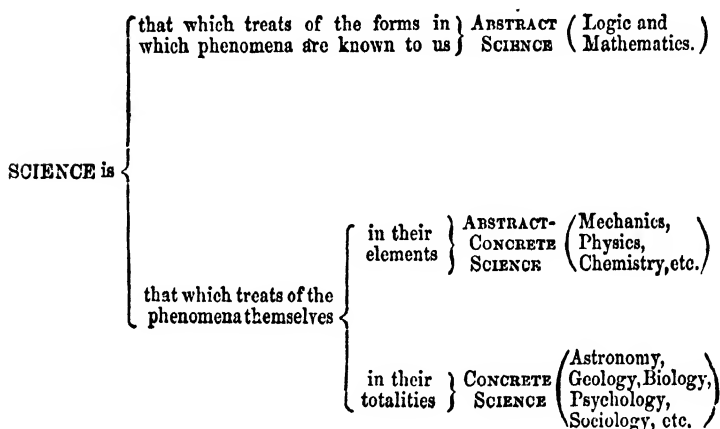 that which treats of the forms in
which phenomena are known to us
ABSTRACT
SCIENCE
(Logic and
Mathematics.)
SCIENCE is
that which treats of the
phenomena themselves
in their
elements
ABSTRACT-
CONCRETE
SCIENCE
(Mechanics,
Physics,
Chemistry, etc.)
in their
totalities
CONCRETE
SCIENCE
(Astronomy,
Geology, Biology,
Psychology,
Sociology, etc.)